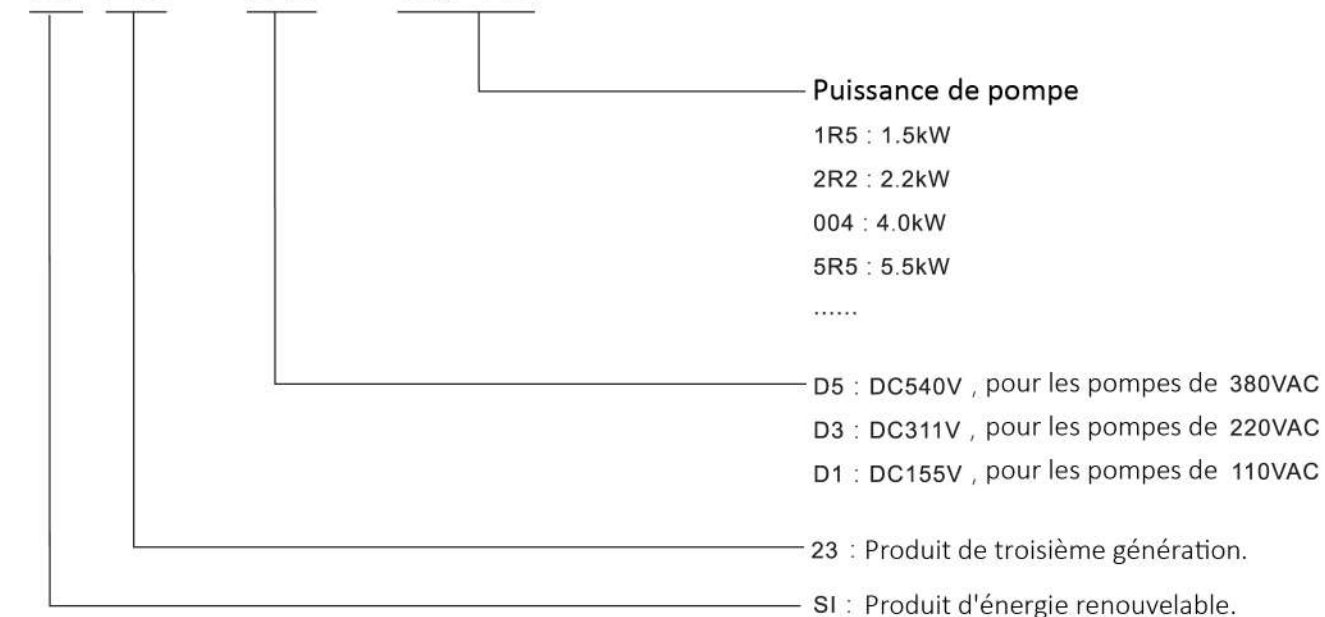 Puissance de pompe
1R5 : 1.5kW
2R2 : 2.2kW
004 : 4.0kW
5R5 : 5.5kW
......
D5 : DC540V , pour les pompes de 380VAC
D3 : DC311V , pour les pompes de 220VAC
D1 : DC155V , pour les pompes de 110VAC
23 : Produit de troisième génération.
SI : Produit d'énergie renouvelable.